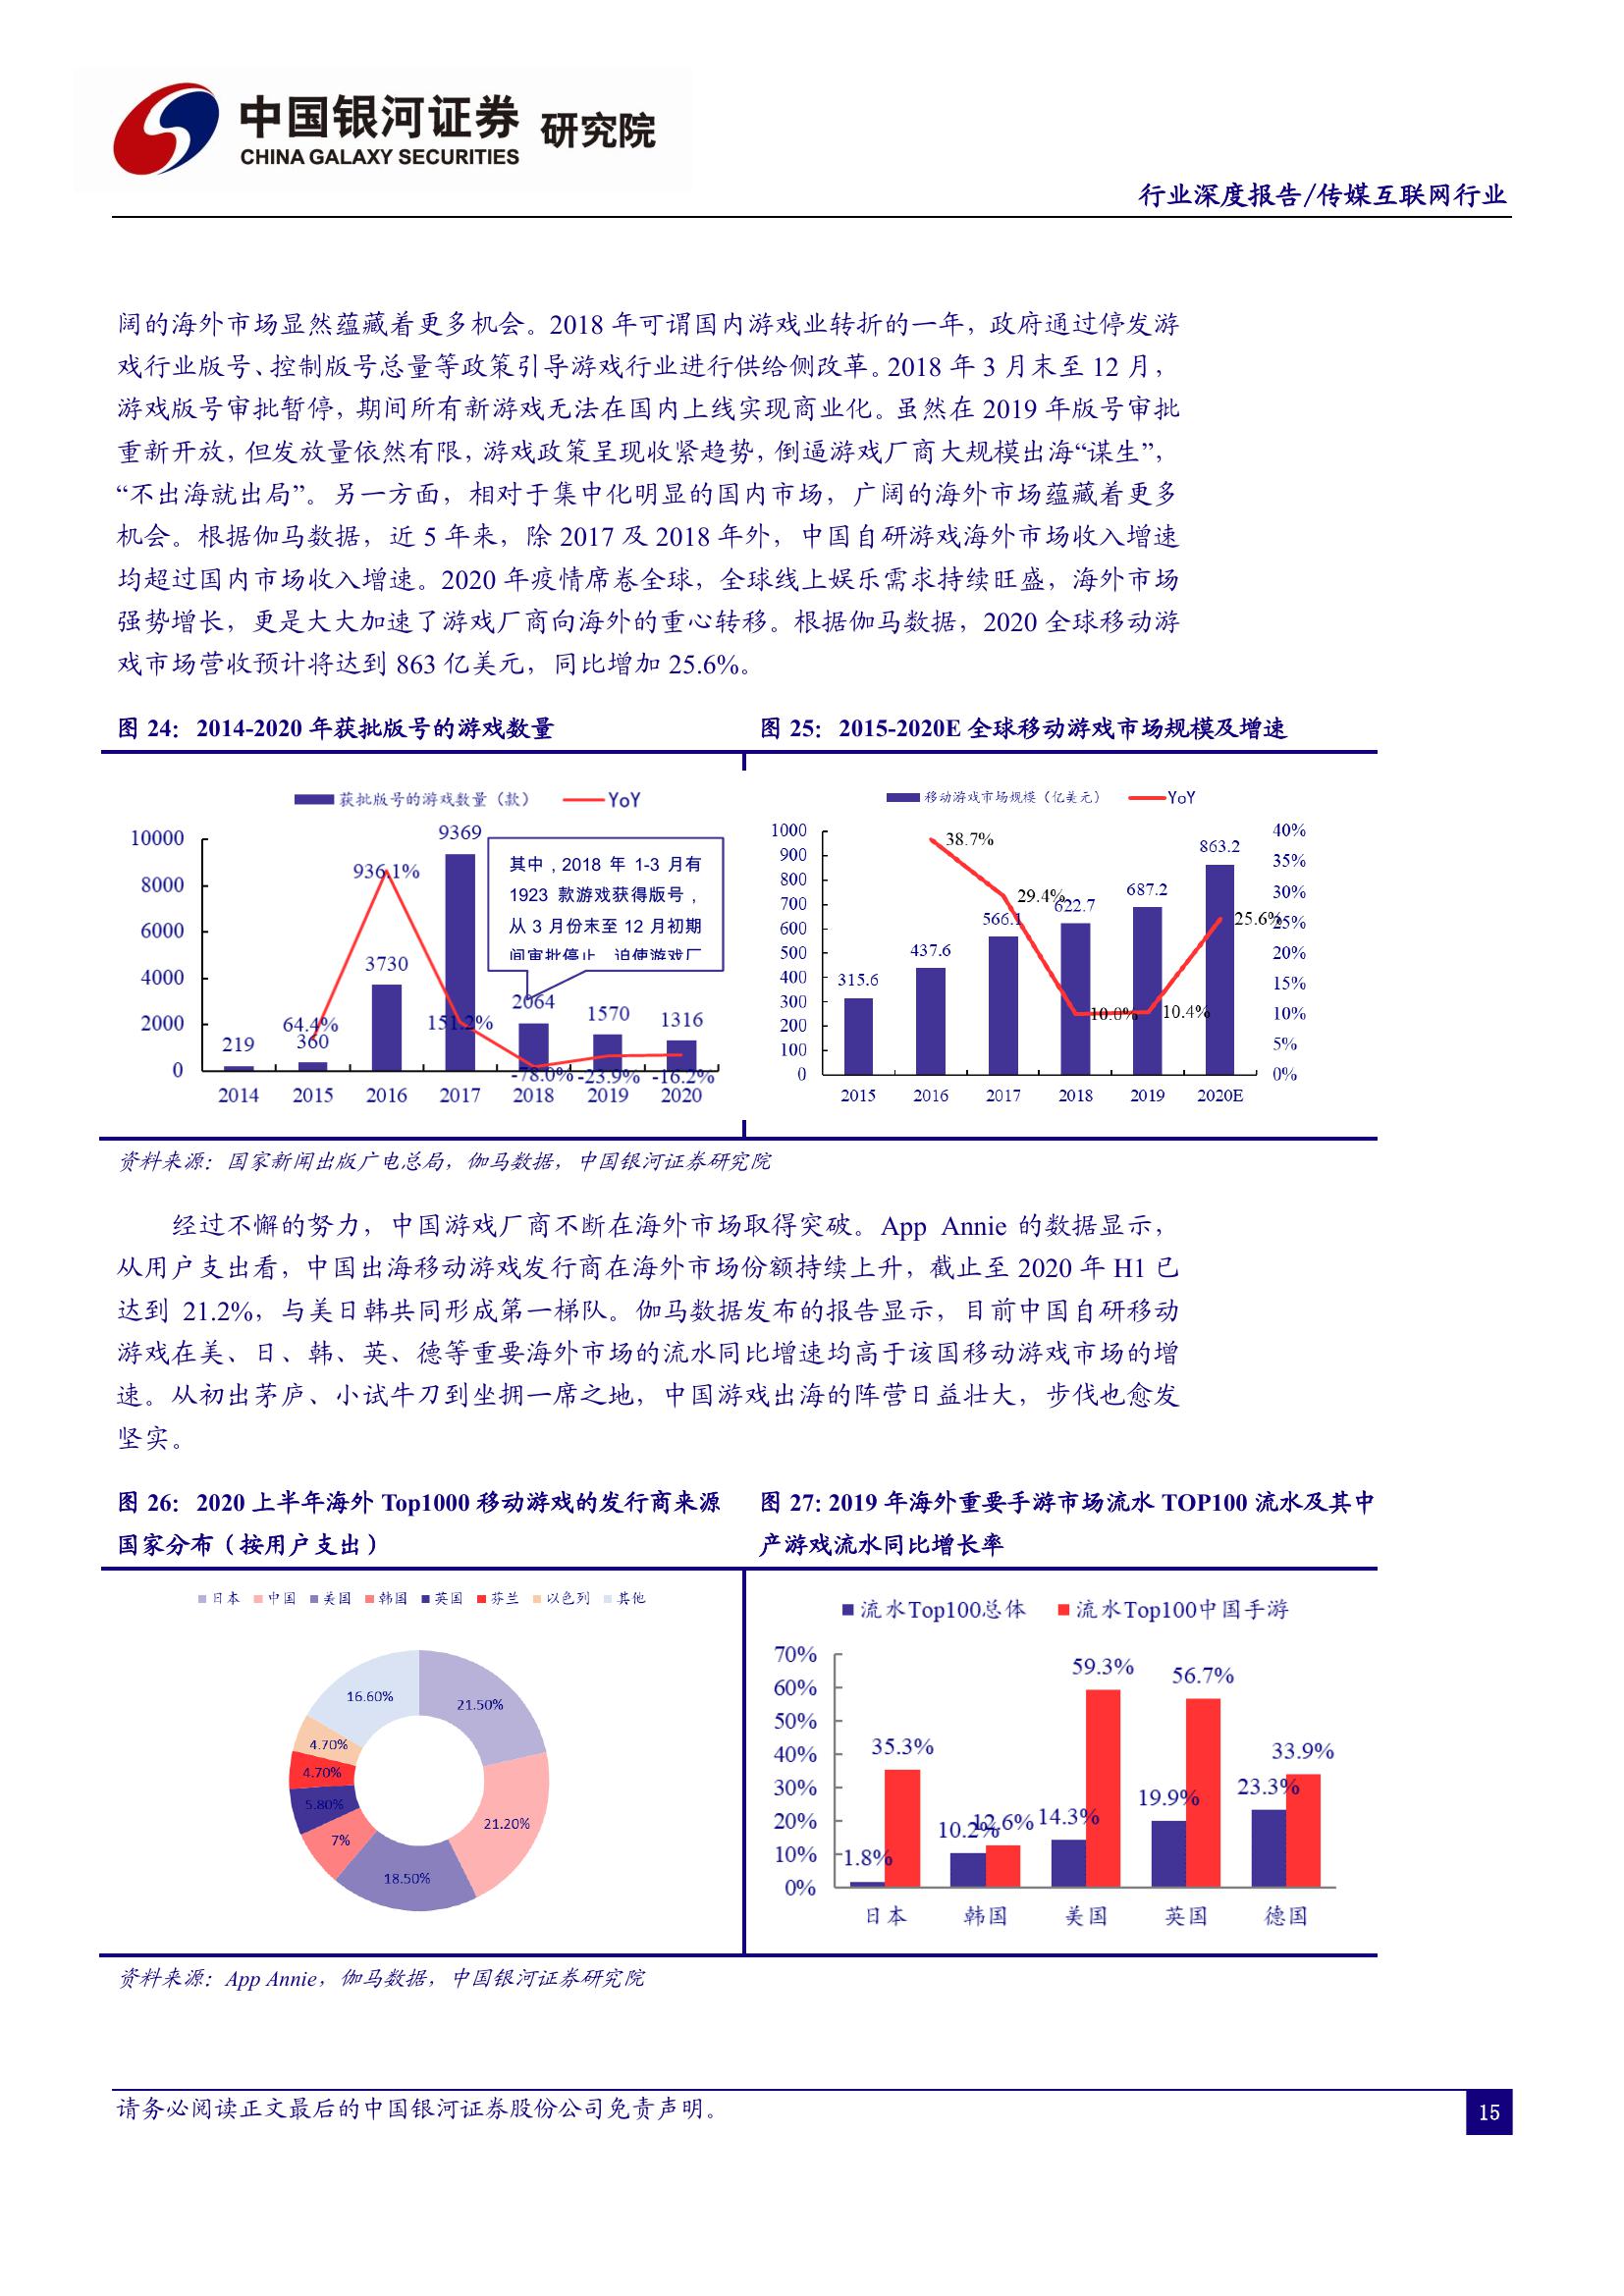 中国银河证券 研究院
CHINA GALAXY SECURITIES
行业深度报告/传媒互联网行业
阔的海外市场显然蕴藏着更多机会。2018 年可谓国内游戏业转折的一年，政府通过停发游
戏行业版号、控制版号总量等政策引导游戏行业进行供给侧改革。2018 年 3 月末至 12 月，
游戏版号审批暂停，期间所有新游戏无法在国内上线实现商业化。虽然在 2019 年版号审批
重新开放，但发放量依然有限，游戏政策呈现收紧趋势，倒逼游戏厂商大规模出海“谋生”，
“不出海就出局”。另一方面，相对于集中化明显的国内市场，广阔的海外市场蕴藏着更多
机会。根据伽马数据，近 5 年来，除 2017 及 2018 年外，中国自研游戏海外市场收入增速
均超过国内市场收入增速。2020 年疫情席卷全球，全球线上娱乐需求持续旺盛，海外市场
强势增长，更是大大加速了游戏厂商向海外的重心转移。根据伽马数据，2020 全球移动游
戏市场营收预计将达到 863 亿美元，同比增加 25.6%。
图 24：2014-2020 年获批版号的游戏数量
获批版号的游戏数量（款） YoY
10000
8000
6000
4000
2000
0
219
360
3730
9369
2064
1570
1316
64.4%
936.1%
151.2%
-78.0%
-23.9%
-16.2%
其中，2018 年 1-3 月有
1923 款游戏获得版号，
从 3 月份末至 12 月初期
间审批停止，迫使游戏厂
2014 2015 2016 2017 2018 2019 2020
图 25：2015-2020E 全球移动游戏市场规模及增速
移动游戏市场规模（亿美元） YoY
1000
900
800
700
600
500
400
300
200
100
0
315.6
437.6
566.1
622.7
687.2
863.2
38.7%
29.4%
10.0%
10.4%
25.6%
40%
35%
30%
25%
20%
15%
10%
5%
0%
2015 2016 2017 2018 2019 2020E
资料来源：国家新闻出版广电总局，伽马数据，中国银河证券研究院
经过不懈的努力，中国游戏厂商不断在海外市场取得突破。App Annie 的数据显示，
从用户支出看，中国出海移动游戏发行商在海外市场份额持续上升，截止至 2020 年 H1 已
达到 21.2%，与美日韩共同形成第一梯队。伽马数据发布的报告显示，目前中国自研移动
游戏在美、日、韩、英、德等重要海外市场的流水同比增速均高于该国移动游戏市场的增
速。从初出茅庐、小试牛刀到坐拥一席之地，中国游戏出海的阵营日益壮大，步伐也愈发
坚实。
图 26：2020 上半年海外 Top1000 移动游戏的发行商来源
国家分布（按用户支出）
日本 中国 美国 韩国 英国 芬兰 以色列 其他
21.50%
21.20%
18.50%
7%
5.80%
4.70%
4.70%
16.60%
图 27: 2019 年海外重要手游市场流水 TOP100 流水及其中
产游戏流水同比增长率
流水Top100总体 流水Top100中国手游
70%
60%
50%
40%
30%
20%
10%
0%
1.8%
35.3%
10.2%
12.6%
14.3%
59.3%
19.9%
56.7%
23.3%
33.9%
日本 韩国 美国 英国 德国
资料来源：App Annie，伽马数据，中国银河证券研究院
请务必阅读正文最后的中国银河证券股份公司免责声明。
15